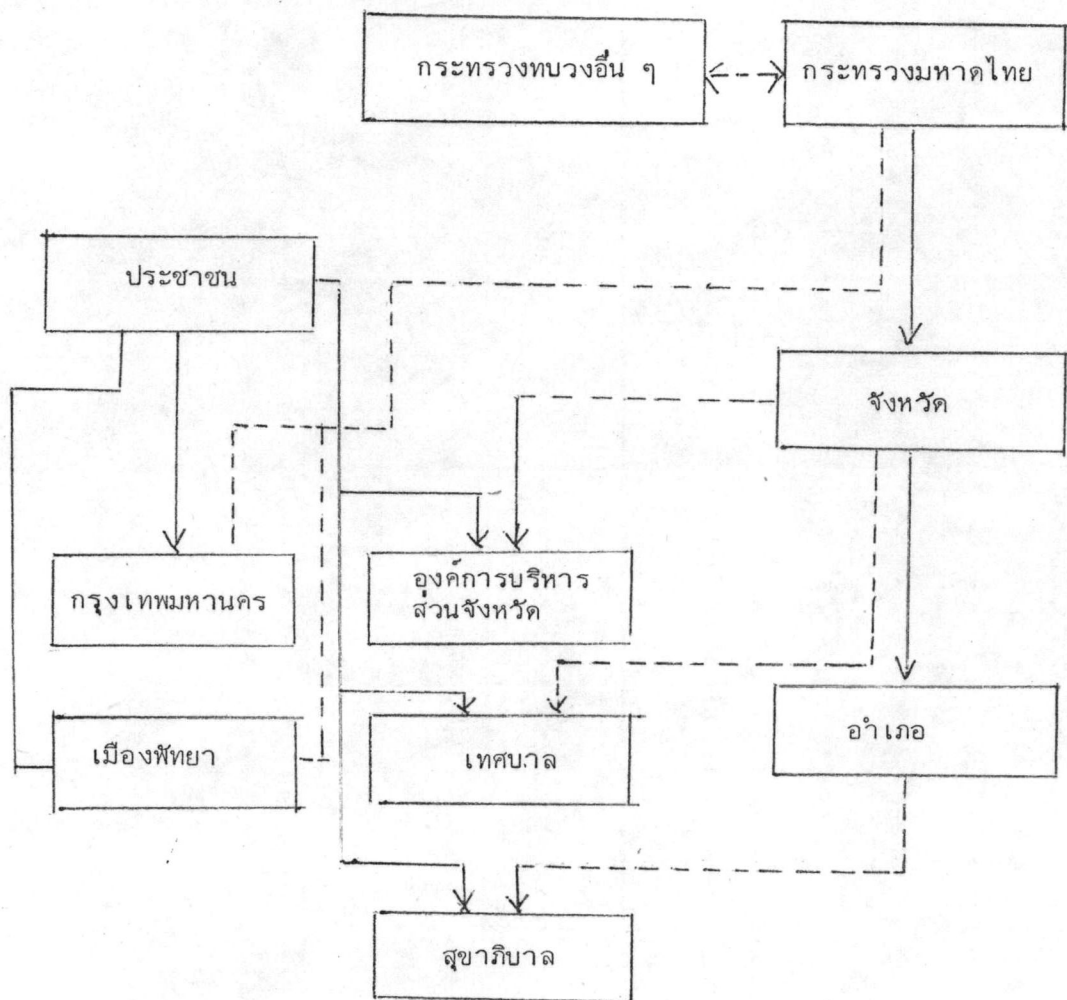 กระทรวงทบวงอื่น ๆ
กระทรวงมหาดไทย
ประชาชน
จังหวัด
กรุงเทพมหานคร
องค์การบริหาร
ส่วนจังหวัด
เมืองพัทยา
เทศบาล
อำเภอ
สุขาภิบาล